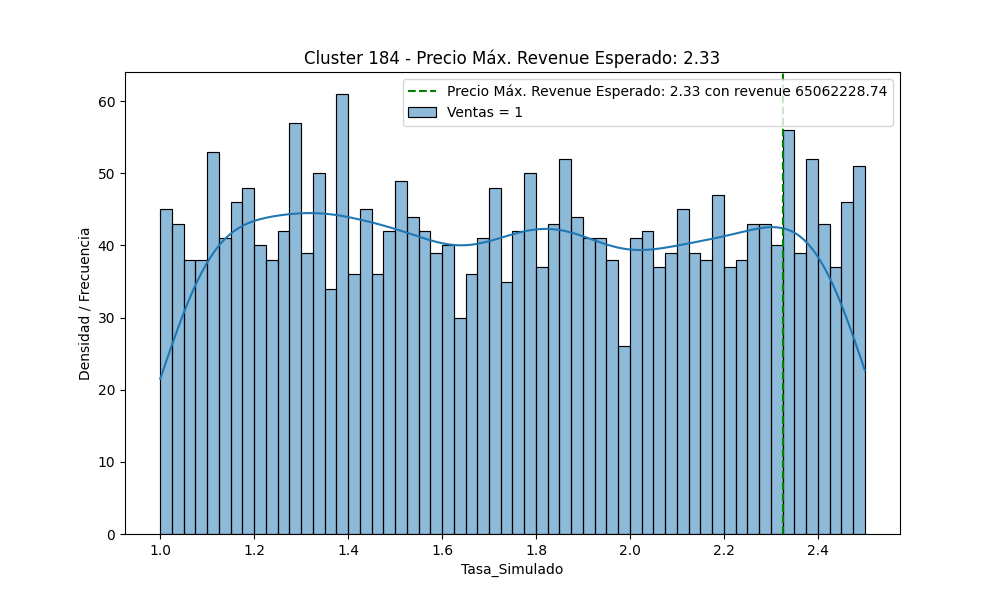 Cluster 184 - Precio Máx. Revenue Esperado: 2.33
Precio Máx. Revenue Esperado: 2.33 con revenue 65062228.74
Ventas = 1
Densidad / Frecuencia
60
50
40
30
20
10
0
1.0 1.2 1.4 1.6 1.8 2.0 2.2 2.4
Tasa_Simulado